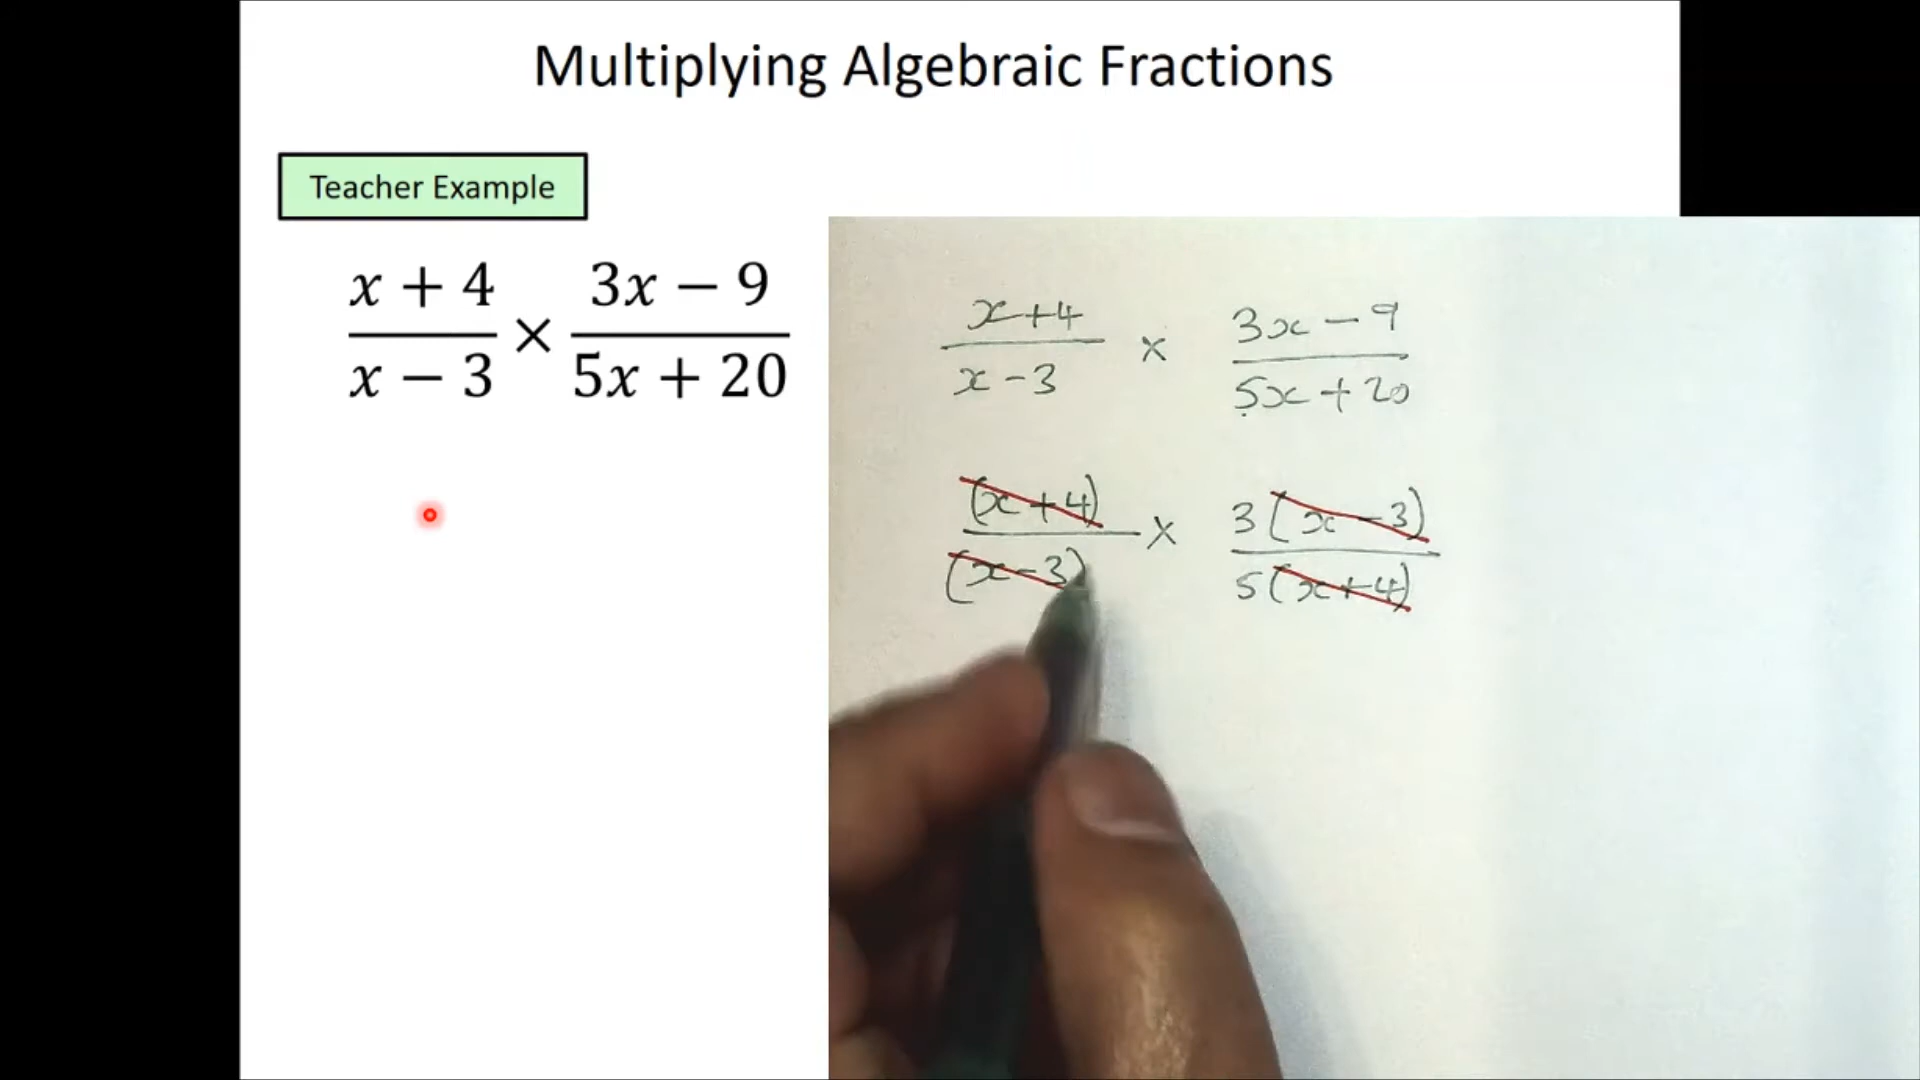 Multiplying Algebraic Fractions
Teacher Example
x + 4
x − 3
×
3x − 9
5x + 20
x+4
x-3
×
3x-9
5x+20
(x+4)
(x-3)
×
3(x-3)
5(x+4)